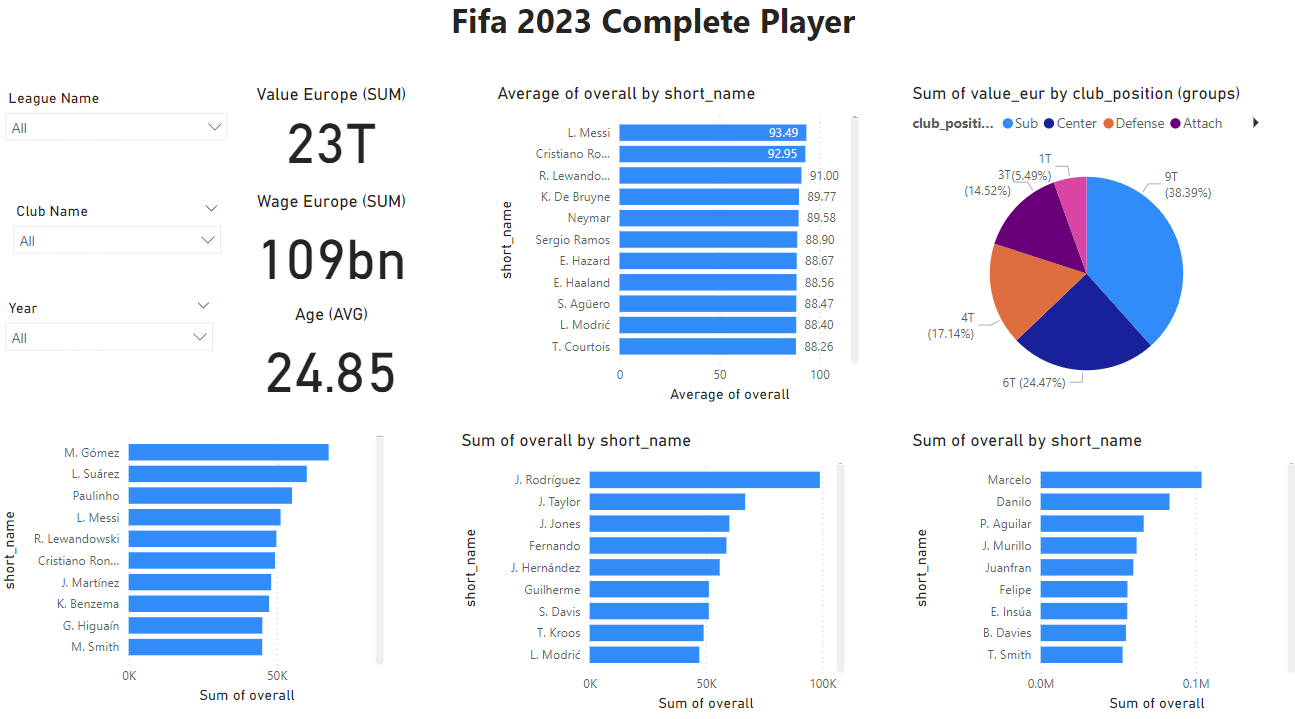 Fifa 2023 Complete Player
League Name
All
Club Name
All
Year
All
Value Europe (SUM)
23T
Wage Europe (SUM)
109bn
Age (AVG)
24.85
Average of overall by short_name
short_name
L. Messi 93.49
Cristiano Ro... 92.95
R. Lewando... 91.00
K. De Bruyne 89.77
Neymar 89.58
Sergio Ramos 88.90
E. Hazard 88.67
E. Haaland 88.56
S. Agüero 88.47
L. Modrić 88.40
T. Courtois 88.26
0 50 100
Average of overall
Sum of value_eur by club_position (groups)
club_positi... Sub Center Defense Attach
1T
(5.49%)
3T
(14.52%)
9T
(38.39%)
4T
(17.14%)
6T (24.47%)
short_name
M. Gómez
L. Suárez
Paulinho
L. Messi
R. Lewandowski
Cristiano Ron...
J. Martínez
K. Benzema
G. Higuaín
M. Smith
0K 50K
Sum of overall
Sum of overall by short_name
short_name
J. Rodríguez
J. Taylor
J. Jones
Fernando
J. Hernández
Guilherme
S. Davis
T. Kroos
L. Modrić
0K 50K 100K
Sum of overall
Sum of overall by short_name
short_name
Marcelo
Danilo
P. Aguilar
J. Murillo
Juanfran
Felipe
E. Insúa
B. Davies
T. Smith
0.0M 0.1M
Sum of overall